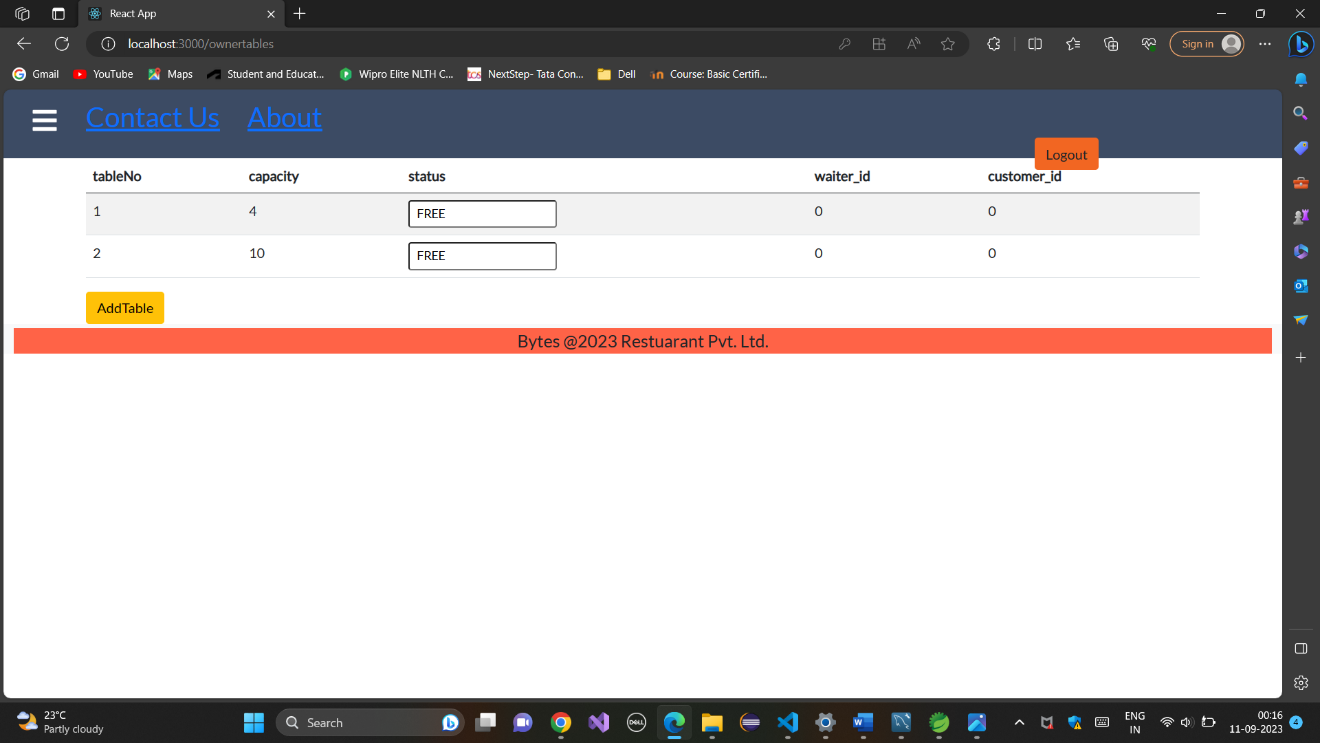 React App
localhost:3000/ownertables
Sign in
Gmail YouTube Maps Student and Educat... Wipro Elite NLTH C... NextStep- Tata Con... Dell Course: Basic Certifi...
Contact Us About
Logout
tableNo capacity status waiter_id customer_id
1 4 FREE 0 0
2 10 FREE 0 0
AddTable
Bytes @2023 Restuarant Pvt. Ltd.
23°C
Partly cloudy
Search
DELL
ENG
IN
00:16
11-09-2023
4